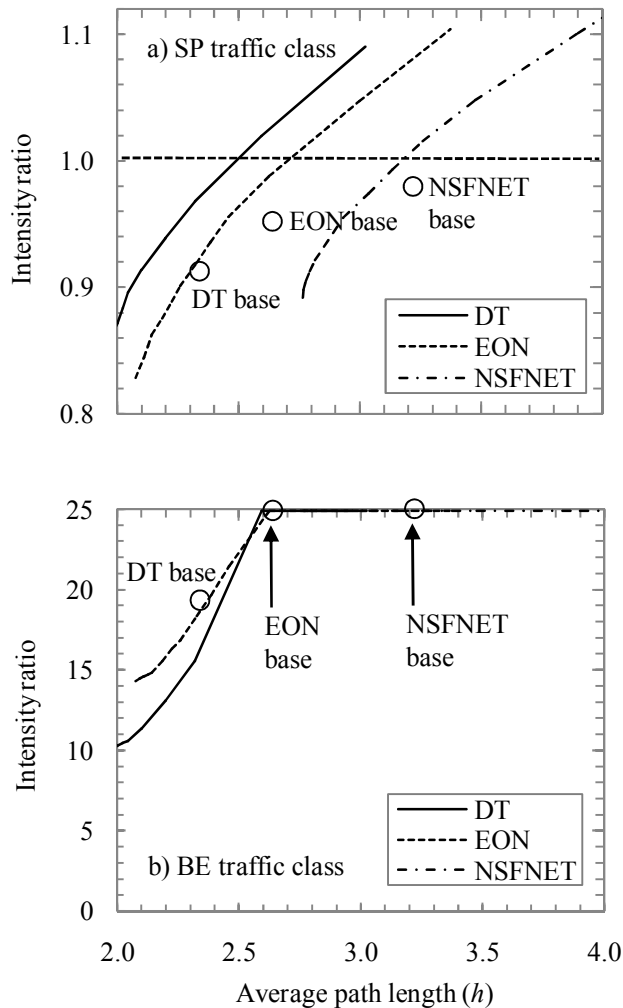 1.1
a) SP traffic class
1.0
Intensity ratio
NSFNET
base
EON base
0.9
DT base
DT
EON
NSFNET
0.8
25
DT base
20
EON
base
NSFNET
base
15
Intensity ratio
10
DT
5
EON
NSFNET
b) BE traffic class
0
2.0 2.5 3.0 3.5 4.0
Average path length (h)